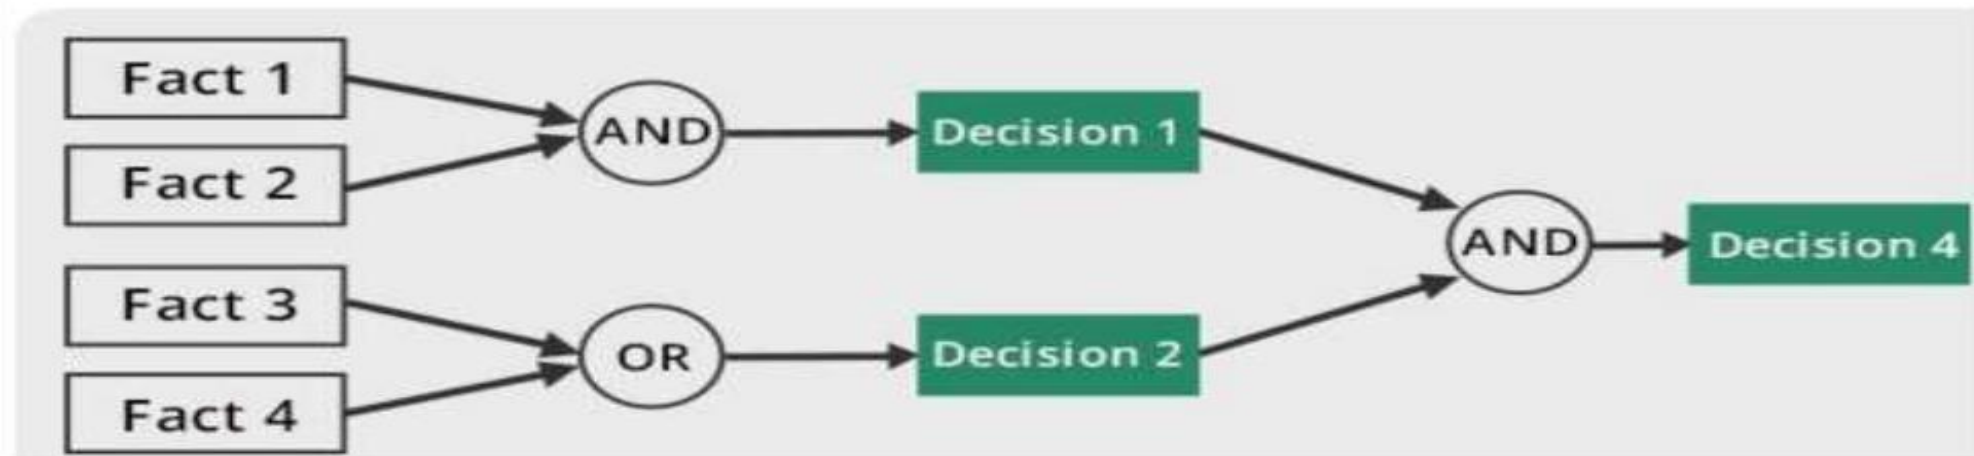 Fact 1
Fact 2
AND
Decision 1
Fact 3
Fact 4
OR
Decision 2
AND
Decision 4